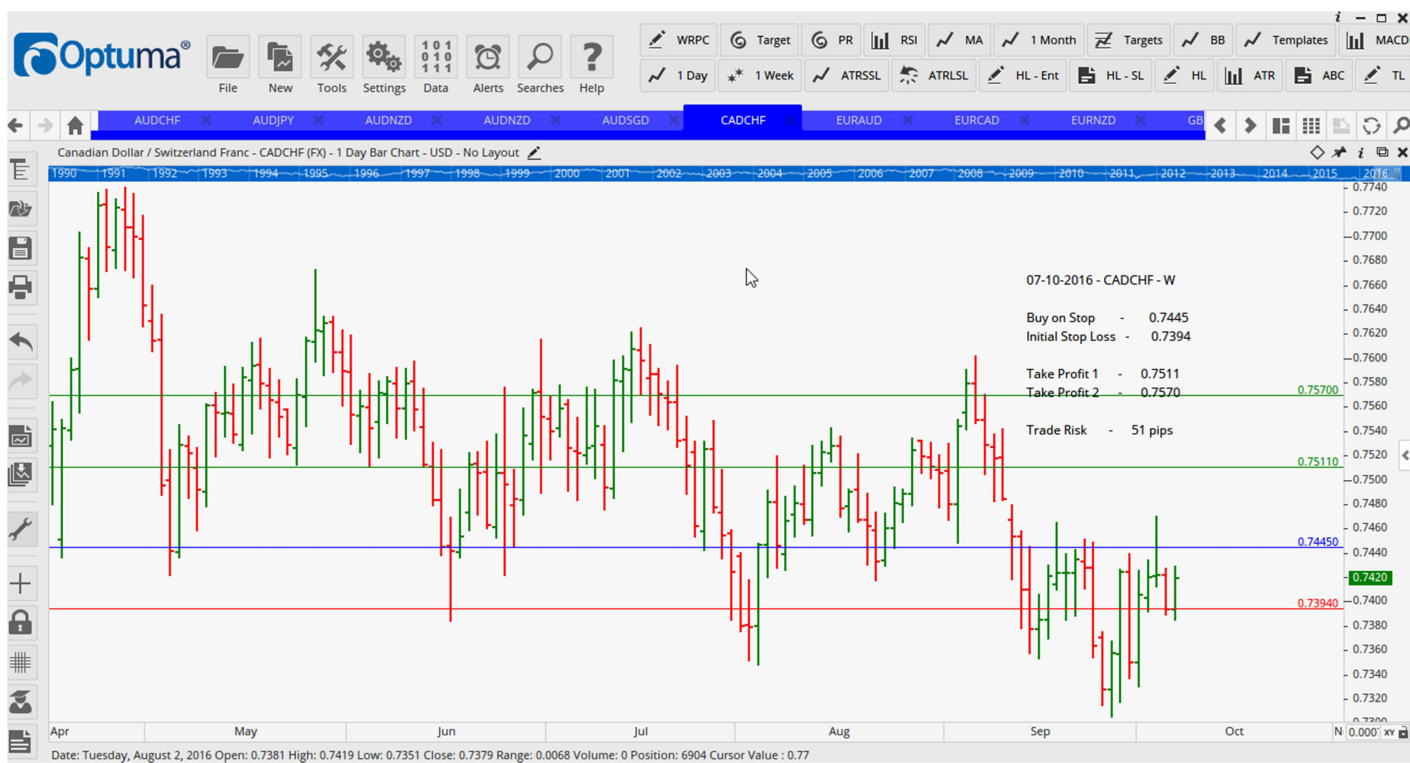 Optuma®
File New Tools Settings Data Alerts Searches Help
WRPC Target PR RSI MA 1 Month Targets BB Templates MACD
1 Day 1 Week ATRSSL ATRLSL HL - Ent HL - SL HL ATR ABC TL
AUDCHF AUDJPY AUDNZD AUDNZD AUDSGD CADCHF EURAUD EURCAD EURNZD GB
Canadian Dollar / Switzerland Franc - CADCHF (FX) - 1 Day Bar Chart - USD - No Layout
1990 1991 1992 1993 1994 1995 1996 1997 1998 1999 2000 2001 2002 2003 2004 2005 2006 2007 2008 2009 2010 2011 2012 2013 2014 2015 2016
0.7740
0.7720
0.7700
0.7680
07-10-2016 - CADCHF - W
0.7660
0.7640
Buy on Stop - 0.7445
0.7620
Initial Stop Loss - 0.7394
0.7600
Take Profit 1 - 0.7511
0.7580
0.75700
Take Profit 2 - 0.7570
0.7560
Trade Risk - 51 pips
0.7540
0.7520
0.75110
0.7500
0.7480
0.7460
0.74450
0.7440
0.7420
0.73940
0.7400
0.7380
0.7360
0.7340
0.7320
0.7300
Apr May Jun Jul Aug Sep Oct N 0.000 XY
Date: Tuesday, August 2, 2016 Open: 0.7381 High: 0.7419 Low: 0.7351 Close: 0.7379 Range: 0.0068 Volume: 0 Position: 6904 Cursor Value : 0.77